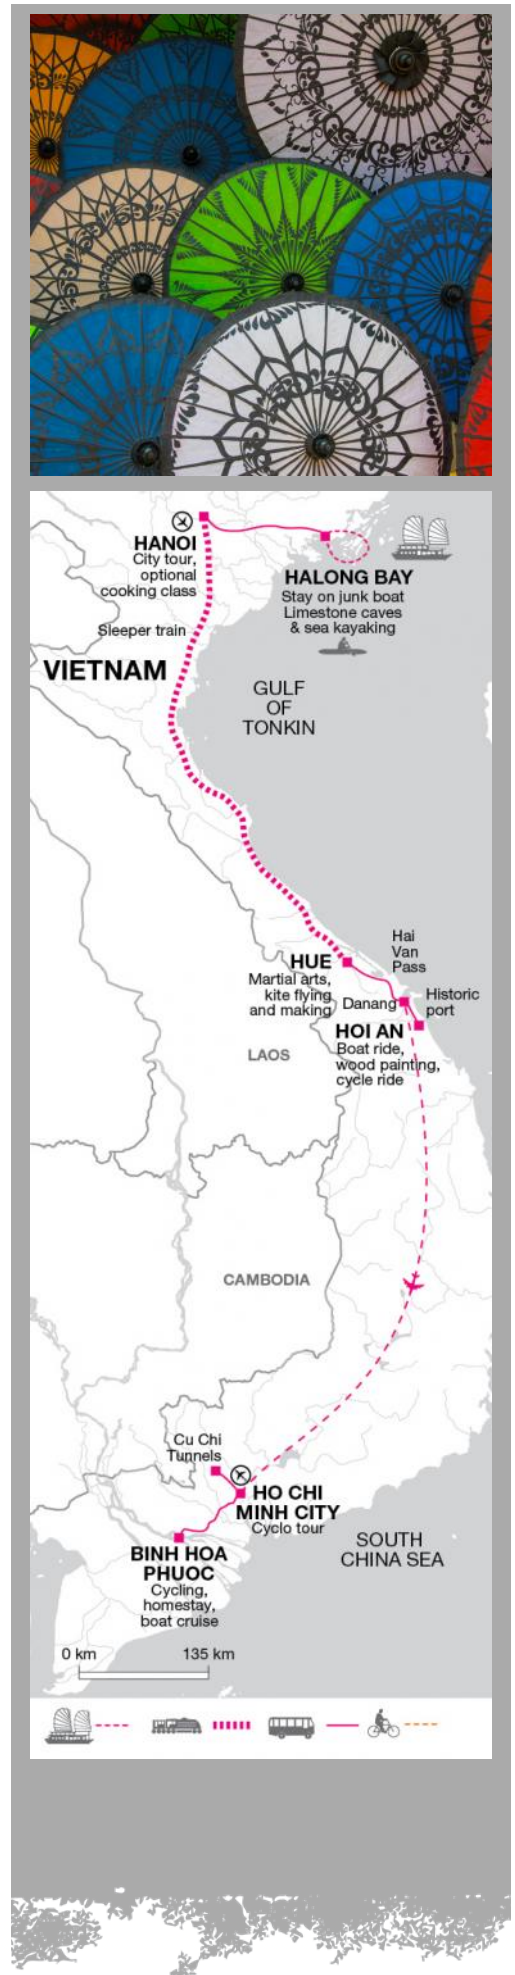 HANOI
City tour,
optional
cooking class
HALONG BAY
Stay on junk boat
Limestone caves
& sea kayaking
Sleeper train
VIETNAM
GULF
OF
TONKIN
Hai
Van
Pass
HUE
Martial arts,
kite flying
and making
Danang
Historic
port
HOI AN
Boat ride,
wood painting,
cycle ride
LAOS
CAMBODIA
Cu Chi
Tunnels
HO CHI
MINH CITY
Cyclo tour
SOUTH
CHINA SEA
BINH HOA
PHUOC
Cycling,
homestay,
boat cruise
0 km 135 km